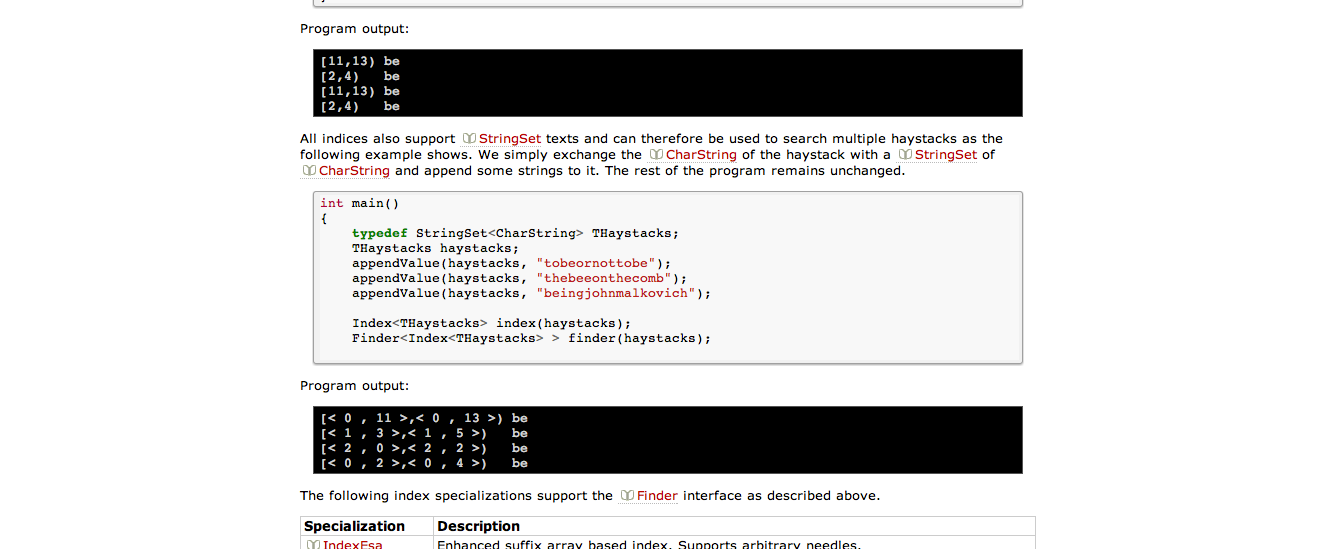 Program output:
[11,13) be
[2,4)   be
[11,13) be
[2,4)   be
All indices also support StringSet texts and can therefore be used to search multiple haystacks as the
following example shows. We simply exchange the CharString of the haystack with a StringSet of
CharString and append some strings to it. The rest of the program remains unchanged.
int main()
{
    typedef StringSet<CharString> THaystacks;
    THaystacks haystacks;
    appendValue(haystacks, "tobeornottobe");
    appendValue(haystacks, "thebeeonthecomb");
    appendValue(haystacks, "beingjohnmalkovich");
    Index<THaystacks> index(haystacks);
    Finder<Index<THaystacks> > finder(haystacks);
Program output:
[< 0 , 11 >,< 0 , 13 >) be
[< 1 , 3 >,< 1 , 5 >)   be
[< 2 , 0 >,< 2 , 2 >)   be
[< 0 , 2 >,< 0 , 4 >)   be
The following index specializations support the Finder interface as described above.
Specialization Description
IndexEsa Enhanced suffix array based index. Supports arbitrary needles.